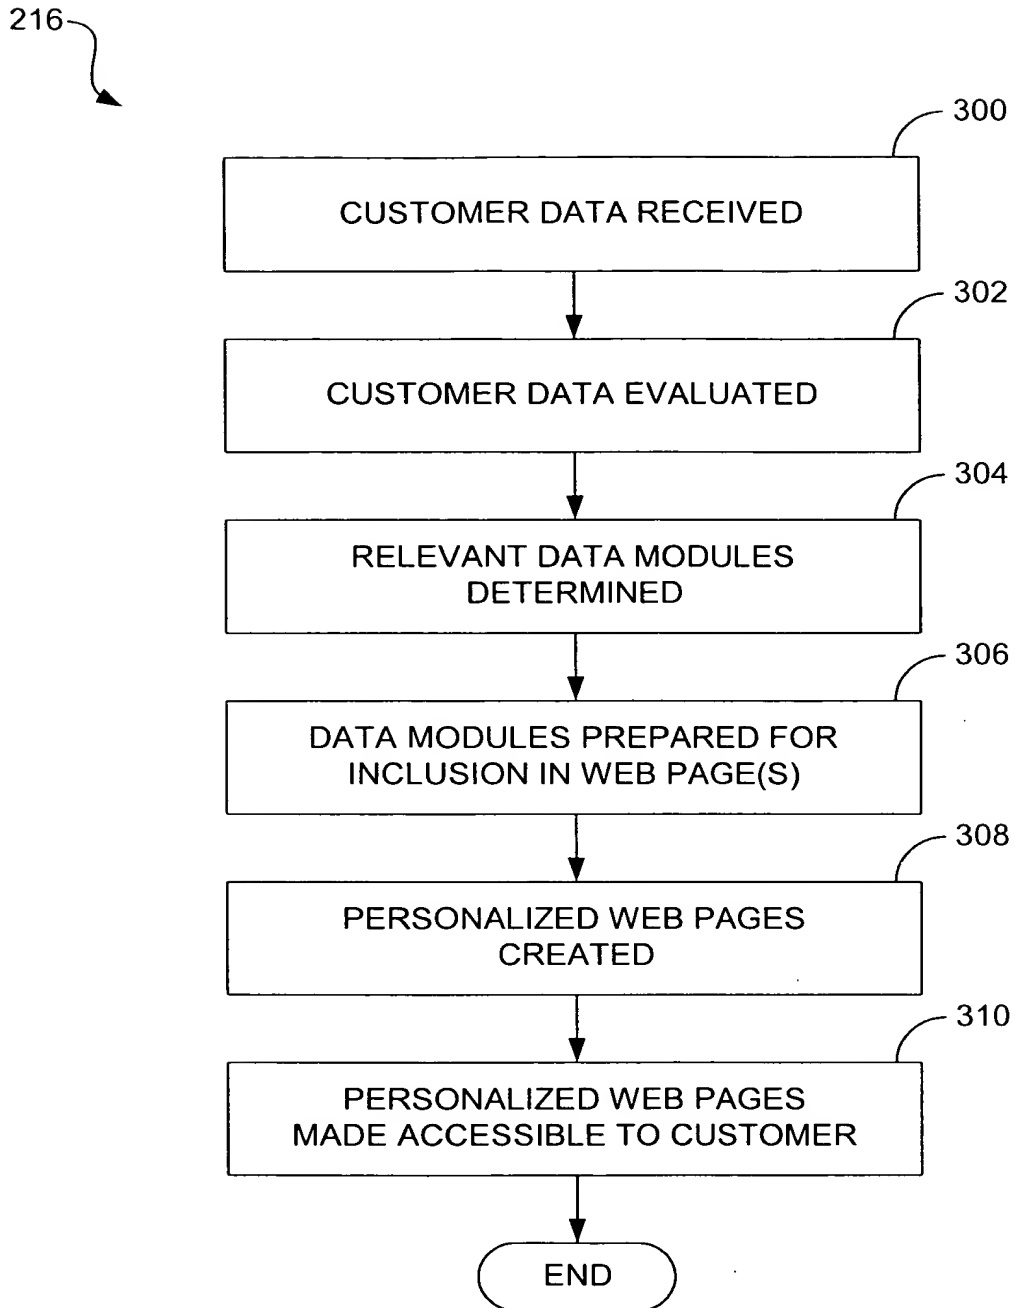 216
300
CUSTOMER DATA RECEIVED
302
CUSTOMER DATA EVALUATED
304
RELEVANT DATA MODULES
DETERMINED
306
DATA MODULES PREPARED FOR
INCLUSION IN WEB PAGE(S)
308
PERSONALIZED WEB PAGES
CREATED
310
PERSONALIZED WEB PAGES
MADE ACCESSIBLE TO CUSTOMER
END